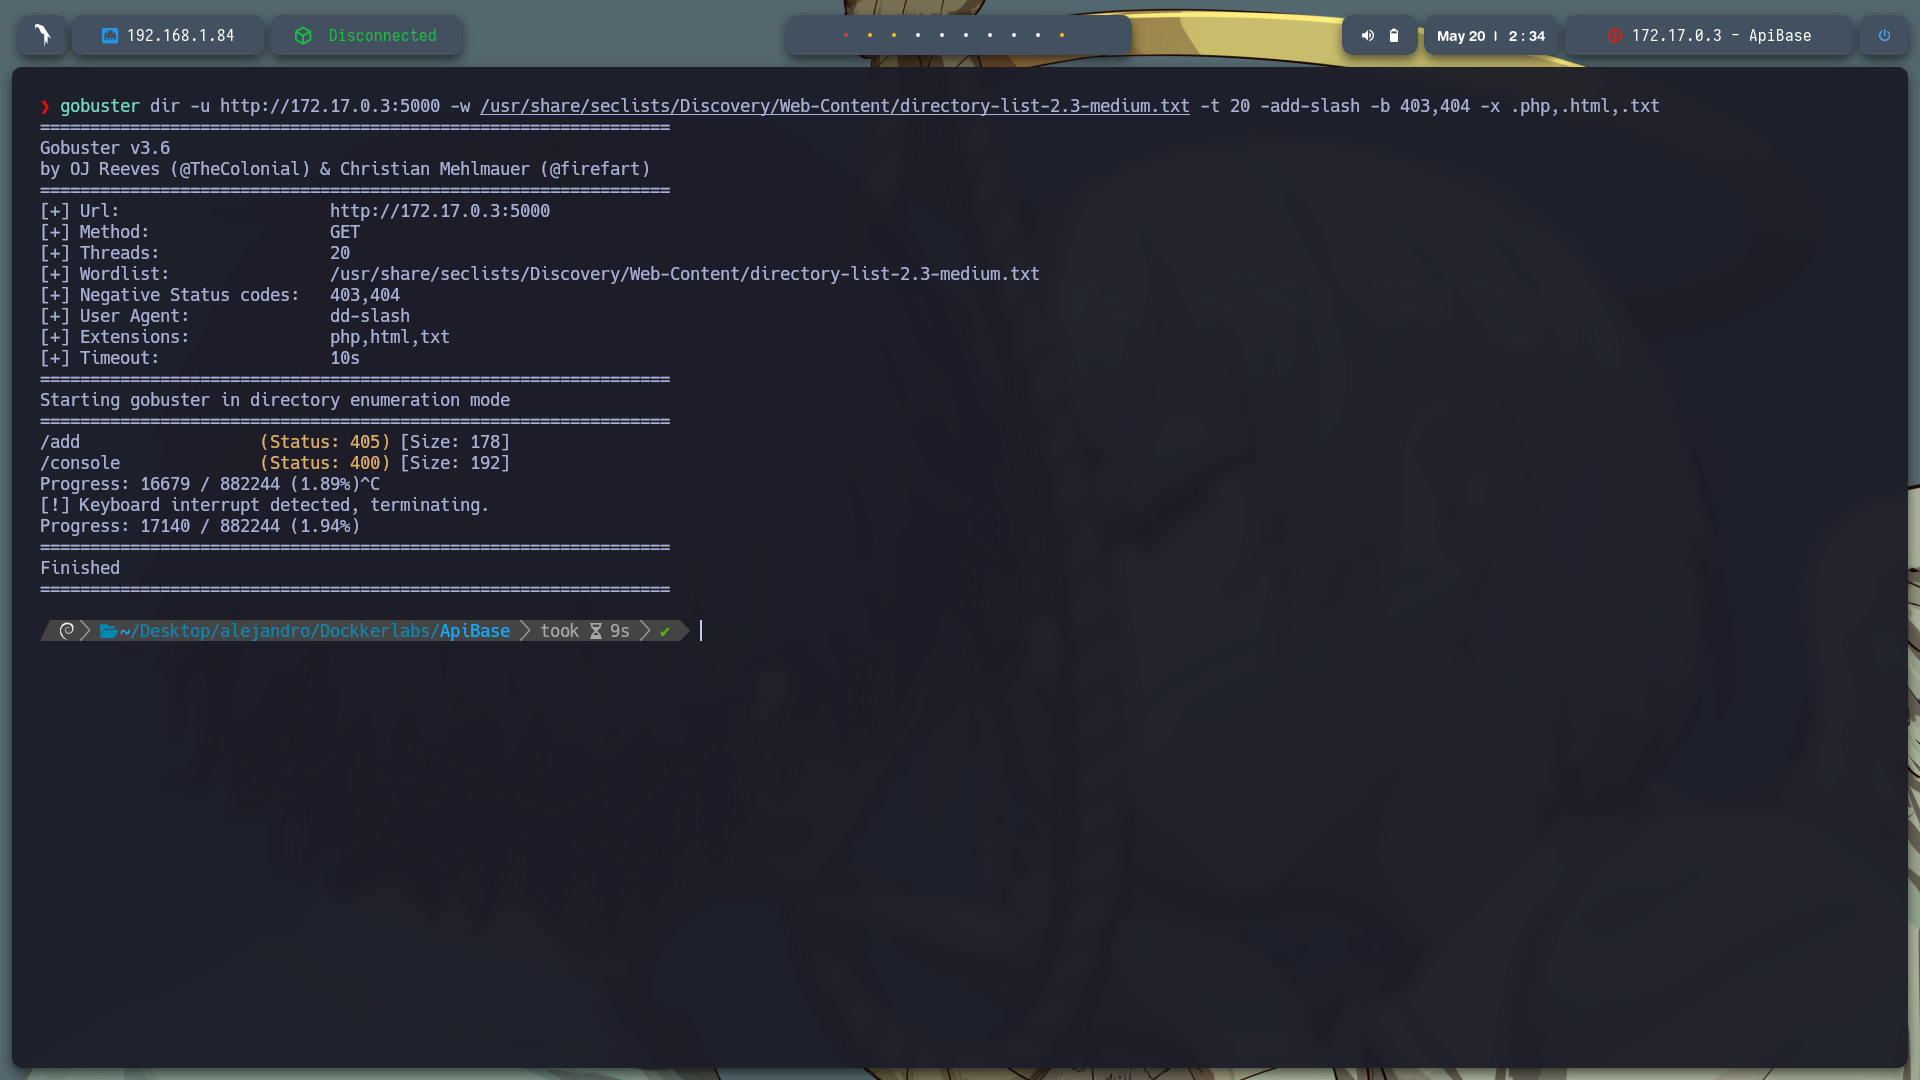 192.168.1.84
Disconnected
May 20 | 2:34
172.17.0.3 - ApiBase
❯ gobuster dir -u http://172.17.0.3:5000 -w /usr/share/seclists/Discovery/Web-Content/directory-list-2.3-medium.txt -t 20 -add-slash -b 403,404 -x .php,.html,.txt
===============================================================
Gobuster v3.6
by OJ Reeves (@TheColonial) & Christian Mehlmauer (@firefart)
===============================================================
[+] Url:                     http://172.17.0.3:5000
[+] Method:                  GET
[+] Threads:                 20
[+] Wordlist:                /usr/share/seclists/Discovery/Web-Content/directory-list-2.3-medium.txt
[+] Negative Status codes:   403,404
[+] User Agent:              dd-slash
[+] Extensions:              php,html,txt
[+] Timeout:                 10s
===============================================================
Starting gobuster in directory enumeration mode
===============================================================
/add                  (Status: 405) [Size: 178]
/console              (Status: 400) [Size: 192]
Progress: 16679 / 882244 (1.89%)^C
[!] Keyboard interrupt detected, terminating.
Progress: 17140 / 882244 (1.94%)
===============================================================
Finished
===============================================================
~/Desktop/alejandro/Dockkerlabs/ApiBase took 9s ✔